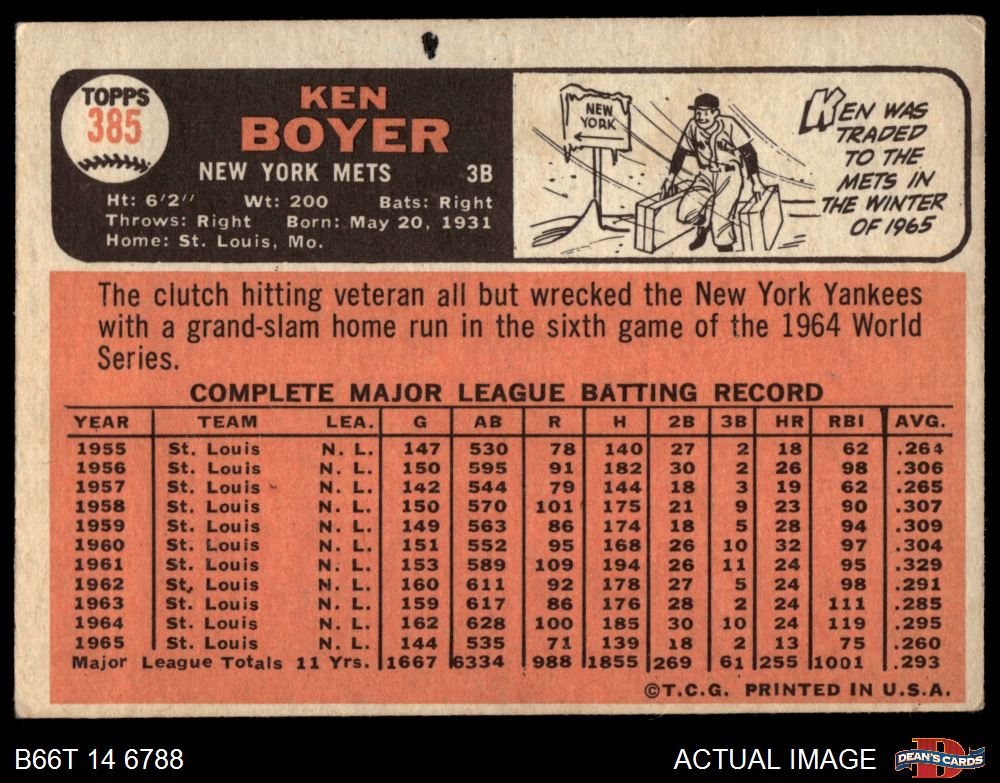 TOPPS
385
KEN
BOYER
NEW YORK METS 3B
Ht: 6'2" Wt: 200 Bats: Right
Throws: Right Born: May 20, 1931
Home: St. Louis, Mo.
NEW
YORK
KEN WAS
TRADED
TO THE
METS IN
THE WINTER
OF 1965
The clutch hitting veteran all but wrecked the New York Yankees
with a grand-slam home run in the sixth game of the 1964 World
Series.
COMPLETE MAJOR LEAGUE BATTING RECORD
YEAR TEAM LEA. G AB R H 2B 3B HR RBI AVG.
1955 St. Louis N. L. 147 530 78 140 27 2 18 62 .264
1956 St. Louis N. L. 150 595 91 182 30 2 26 98 .306
1957 St. Louis N. L. 142 544 79 144 18 3 19 62 .265
1958 St. Louis N. L. 150 570 101 175 21 9 23 90 .307
1959 St. Louis N. L. 149 563 86 174 18 5 28 94 .309
1960 St. Louis N. L. 151 552 95 168 26 10 32 97 .304
1961 St. Louis N. L. 153 589 109 194 26 11 24 95 .329
1962 St. Louis N. L. 160 611 92 178 27 5 24 98 .291
1963 St. Louis N. L. 159 617 86 176 28 2 24 111 .285
1964 St. Louis N. L. 162 628 100 185 30 10 24 119 .295
1965 St. Louis N. L. 144 535 71 139 18 2 13 75 .260
Major League Totals 11 Yrs. 1667 6334 988 1855 269 61 255 1001 .293
©T.C.G. PRINTED IN U.S.A.
B66T 14 6788 ACTUAL IMAGE
DEAN'S CARDS